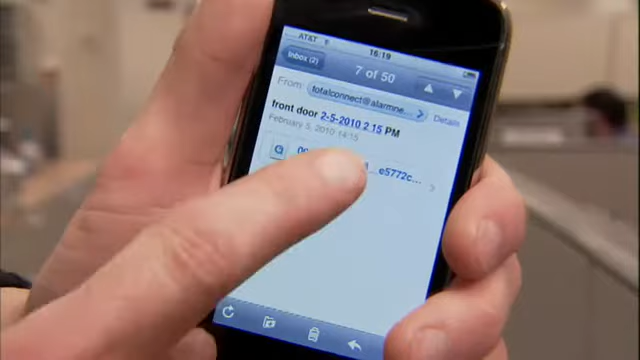 AT&T 16:19
Inbox (2) 7 of 50
From: totalconnect@alarmne...
Details
front door 2-5-2010 2 15 PM
February 5, 2010 14:15
e5772c...